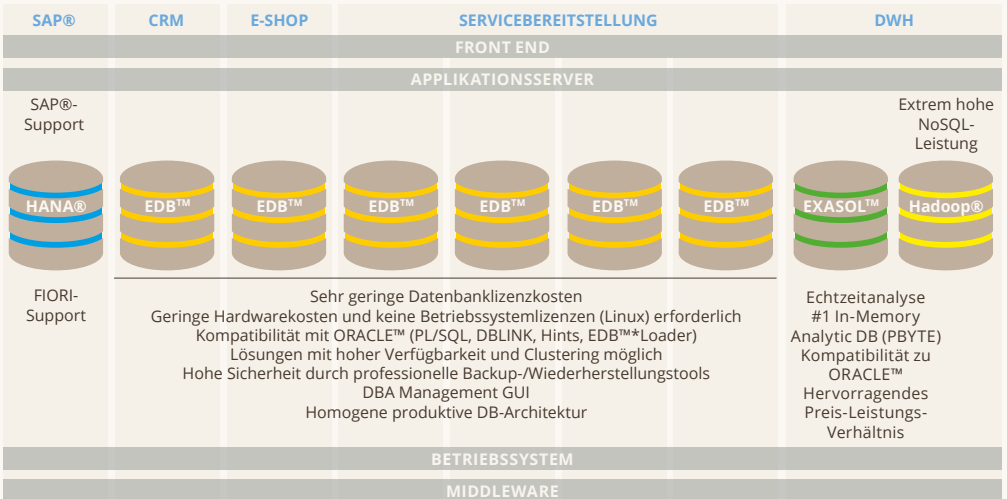 SAP® CRM E-SHOP SERVICEBEREITSTELLUNG DWH
FRONT END
APPLIKATIONSSERVER
SAP®-
Support
Extrem hohe
NoSQL-
Leistung
HANA® EDB™ EDB™ EDB™ EDB™ EDB™ EDB™ EXASOL™ Hadoop®
FIORI-
Support
Sehr geringe Datenbanklizenzkosten
Geringe Hardwarekosten und keine Betriebssystemlizenzen (Linux) erforderlich
Kompatibilität mit ORACLE™ (PL/SQL, DBLINK, Hints, EDB™*Loader)
Lösungen mit hoher Verfügbarkeit und Clustering möglich
Hohe Sicherheit durch professionelle Backup-/Wiederherstellungstools
DBA Management GUI
Homogene produktive DB-Architektur
Echtzeitanalyse
#1 In-Memory
Analytic DB (PBYTE)
Kompatibilität zu
ORACLE™
Hervorragendes
Preis-Leistungs-
Verhältnis
BETRIEBSSYSTEM
MIDDLEWARE